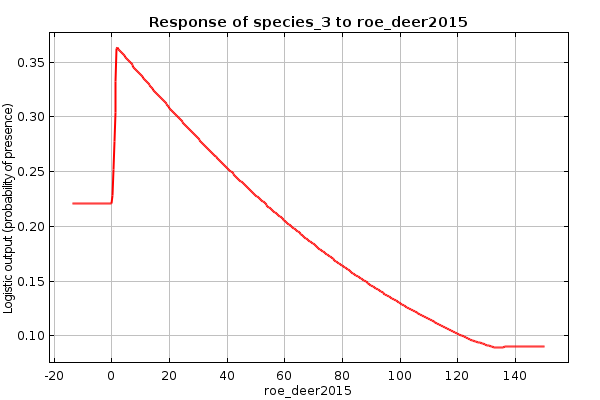 Response of species_3 to roe_deer2015
Logistic output (probability of presence)
0.35
0.30
0.25
0.20
0.15
0.10
-20 0 20 40 60 80 100 120 140
roe_deer2015